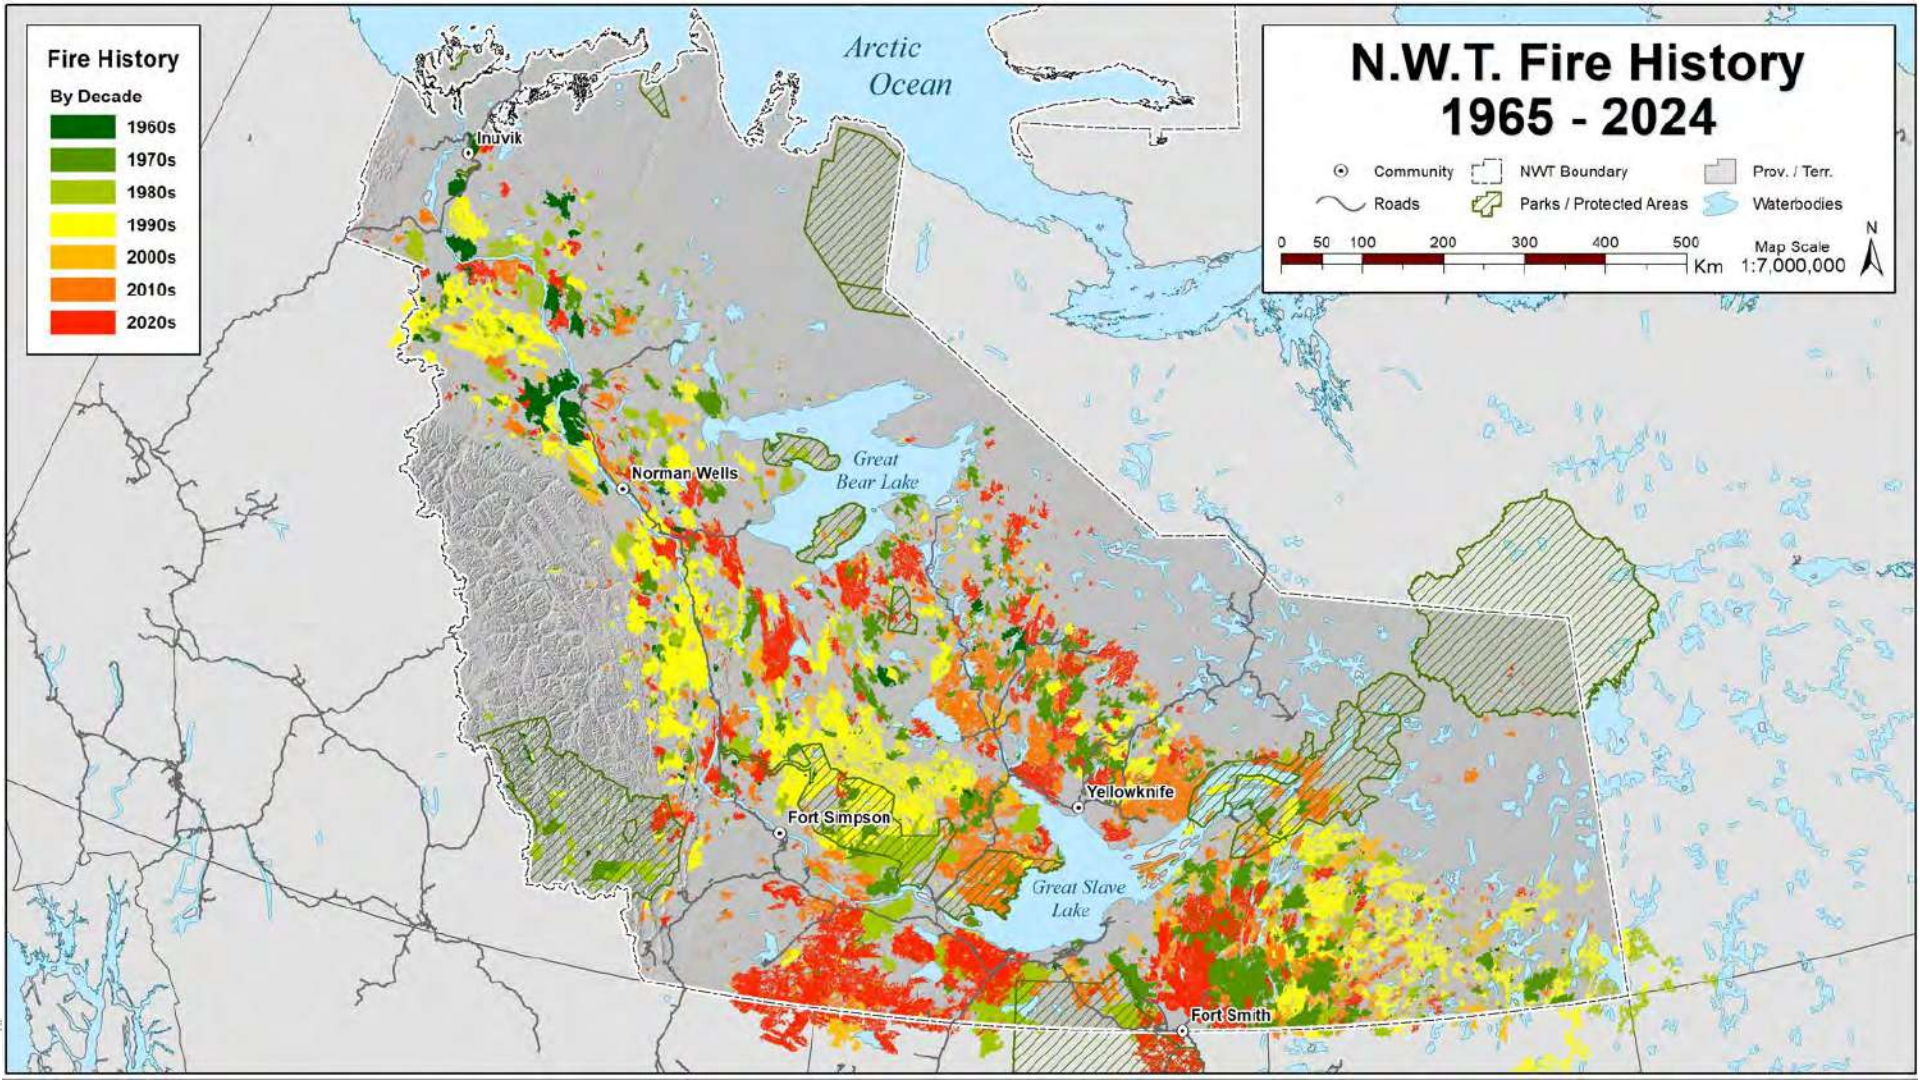 Fire History
By Decade
1960s
1970s
1980s
1990s
2000s
2010s
2020s
N.W.T. Fire History
1965 - 2024
Community
NWT Boundary
Prov. / Terr.
Roads
Parks / Protected Areas
Waterbodies
0 50 100 200 300 400 500
Km
Map Scale
1:7,000,000
N
Arctic
Ocean
Inuvik
Great
Bear Lake
Norman Wells
Yellowknife
Fort Simpson
Great Slave
Lake
Fort Smith